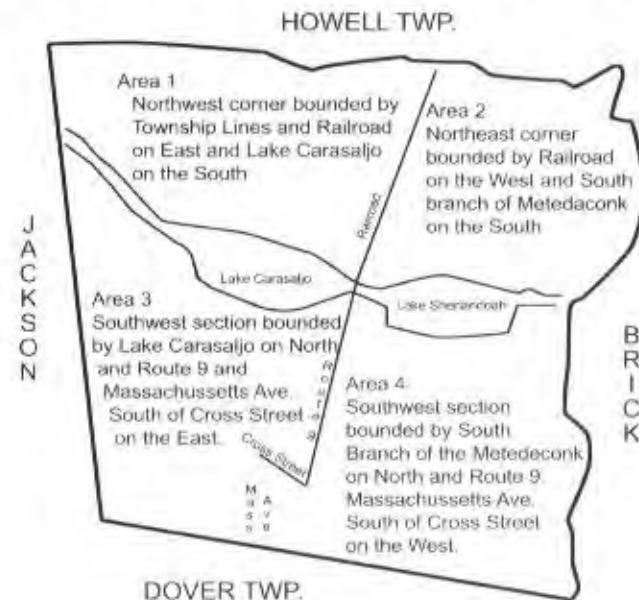 HOWELL TWP.
Area 1
Northwest corner bounded by
Township Lines and Railroad
on East and Lake Carasaljo
on the South
Area 2
Northeast corner
bounded by Railroad
on the West and South
branch of Metedaconk
on the South
Railroad
JACKSON
Lake Carasaljo
Lake Shenandoah
Area 3
Southwest section bounded
by Lake Carasaljo on North
and Route 9 and
Massachussetts Ave.
South of Cross Street
on the East.
Route 9
Cross Street
Mass Ave
Area 4
Southwest section
bounded by South
Branch of the Metedeconk
on North and Route 9.
Massachussetts Ave.
South of Cross Street
on the West.
BRICK
DOVER TWP.